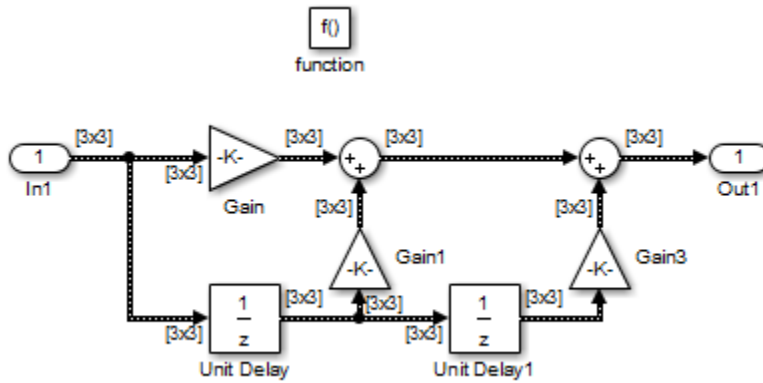 f()
function
[3x3] [3x3] [3x3] [3x3]
1 -K- + + + + 1
[3x3]
In1 Gain [3x3] [3x3] Out1
-K- Gain1 -K- Gain3
[3x3] [3x3] [3x3]
1
z
1
z
[3x3] [3x3]
Unit Delay Unit Delay1